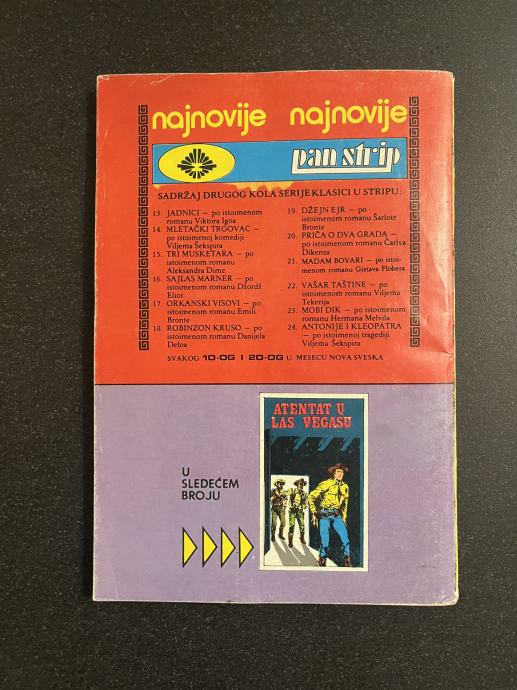 najnovije najnovije
pan strip
SADRŽAJ DRUGOG KOLA SERIJE KLASICI U STRIPU:
13. JADNICI — po istoimenom
romanu Viktora Igoa
14. MLETAČKI TRGOVAC —
po istoimenoj komediji
Viljema Šekspira
15. TRI MUSKETARA — po
istoimenom romanu
Aleksandra Dime
16. SAJLAS MARNER — po
istoimenom romanu Džordž
Eliot
17. ORKANSKI VISOVI — po
istoimenom romanu Emili
Bronte
18. ROBINZON KRUSO — po
istoimenom romanu Danijela
Defoa
19. DŽEJN EJR — po
istoimenom romanu Šarlote
Bronte
20. PRIČA O DVA GRADA —
po istoimenom romanu Čarlsa
Dikensa
21. MADAM BOVARI — po istoi-
menom romanu Gistava Flobera
22. VAŠAR TAŠTINE — po
istoimenom romanu Viljema
Tekerija
23. MOBI DIK — po istoimenom
romanu Hermana Melvila
24. ANTONIJE I KLEOPATRA
— po istoimenoj tragediji
Viljema Šekspira
SVAKOG 10-OG I 20-OG U MESECU NOVA SVESKA
ATENTAT U
LAS VEGASU
U
SLEDEĆEM
BROJU